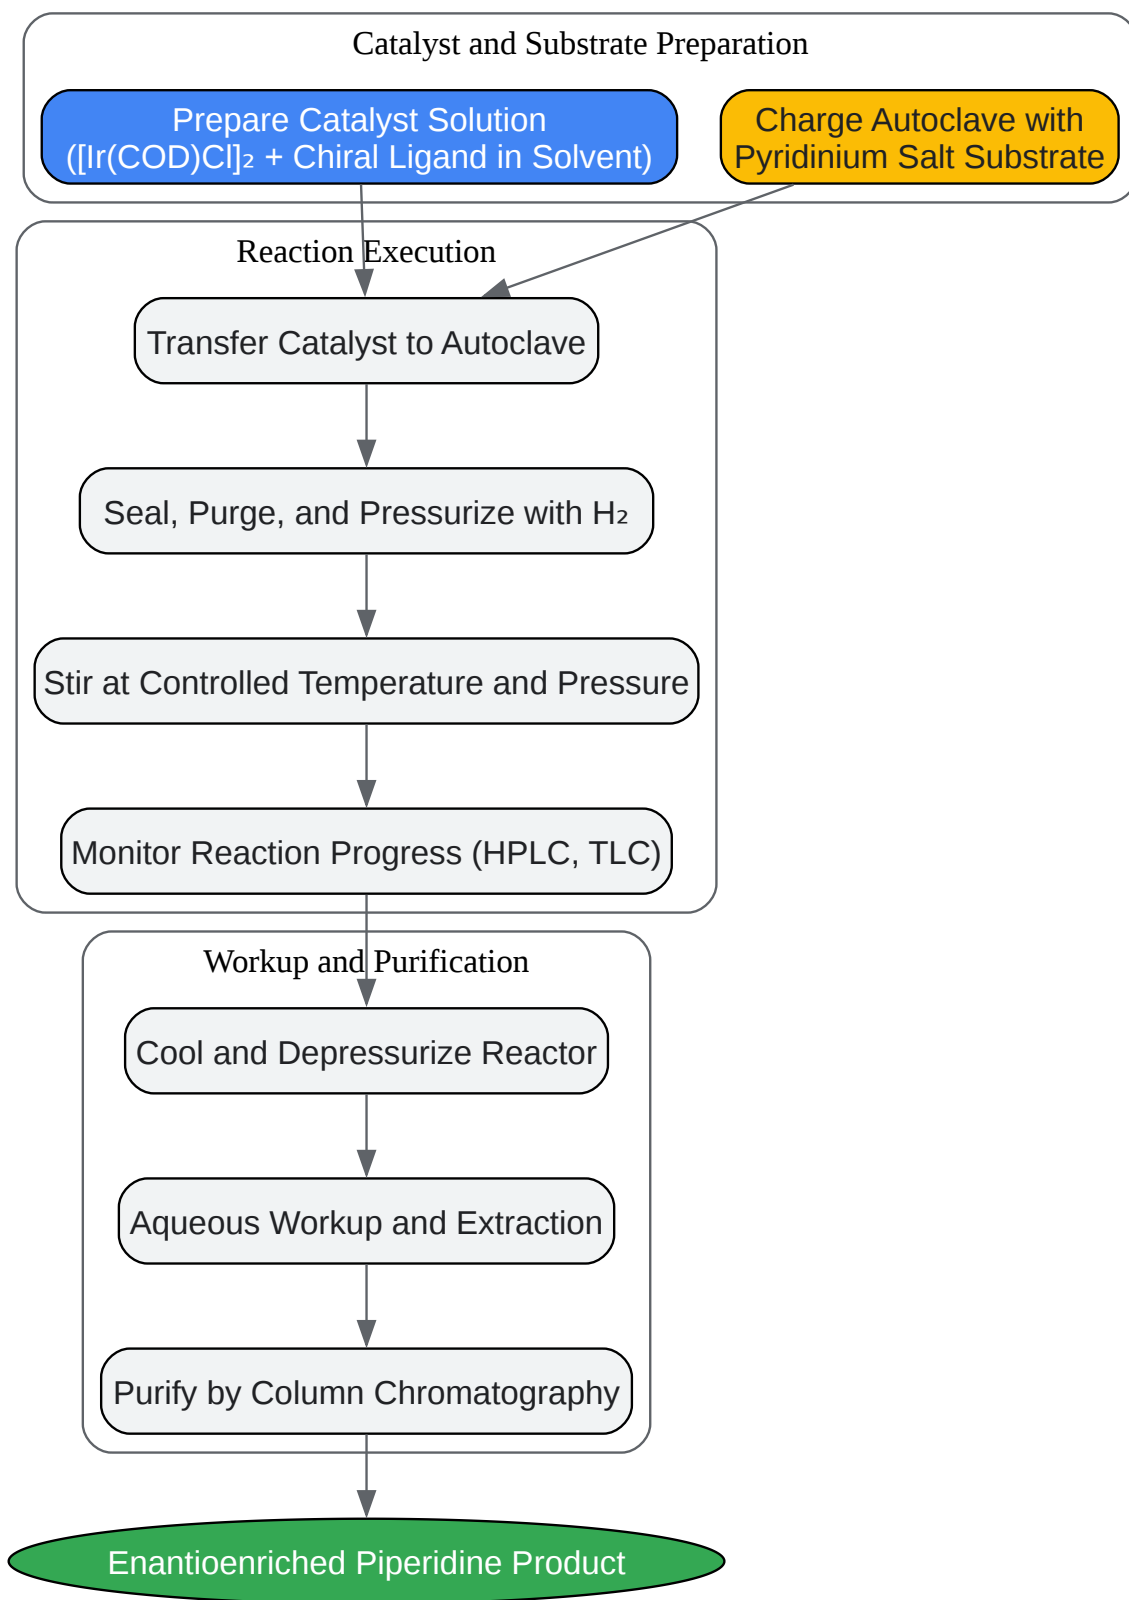 Catalyst and Substrate Preparation
Prepare Catalyst Solution
([Ir(COD)Cl]₂ + Chiral Ligand in Solvent)
Charge Autoclave with
Pyridinium Salt Substrate
Reaction Execution
Transfer Catalyst to Autoclave
Seal, Purge, and Pressurize with H₂
Stir at Controlled Temperature and Pressure
Monitor Reaction Progress (HPLC, TLC)
Workup and Purification
Cool and Depressurize Reactor
Aqueous Workup and Extraction
Purify by Column Chromatography
Enantioenriched Piperidine Product